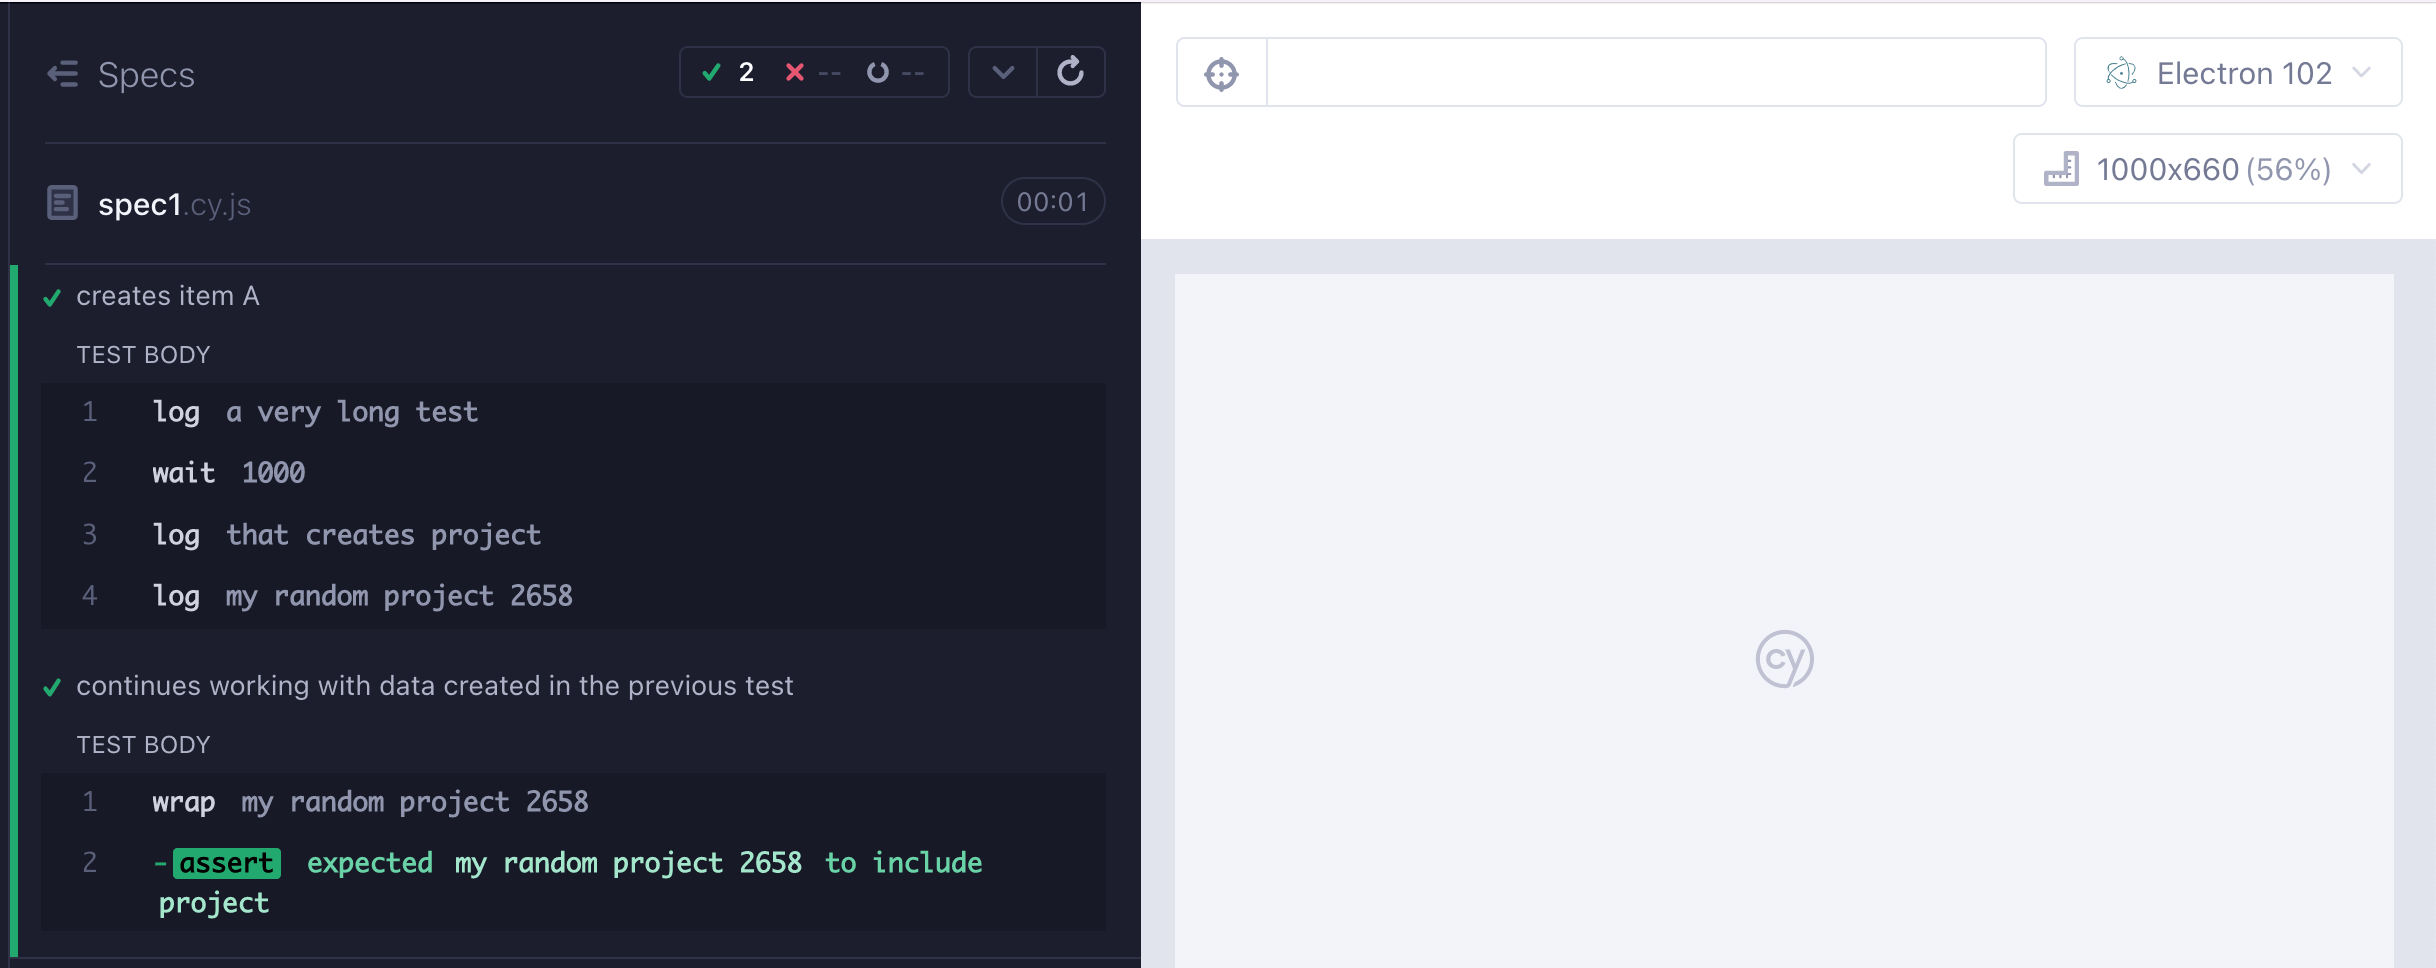 Specs
2 -- --
spec1.cy.js
00:01
creates item A
TEST BODY
1 log a very long test
2 wait 1000
3 log that creates project
4 log my random project 2658
continues working with data created in the previous test
TEST BODY
1 wrap my random project 2658
2 -assert expected my random project 2658 to include
project
Electron 102
1000x660 (56%)
cy